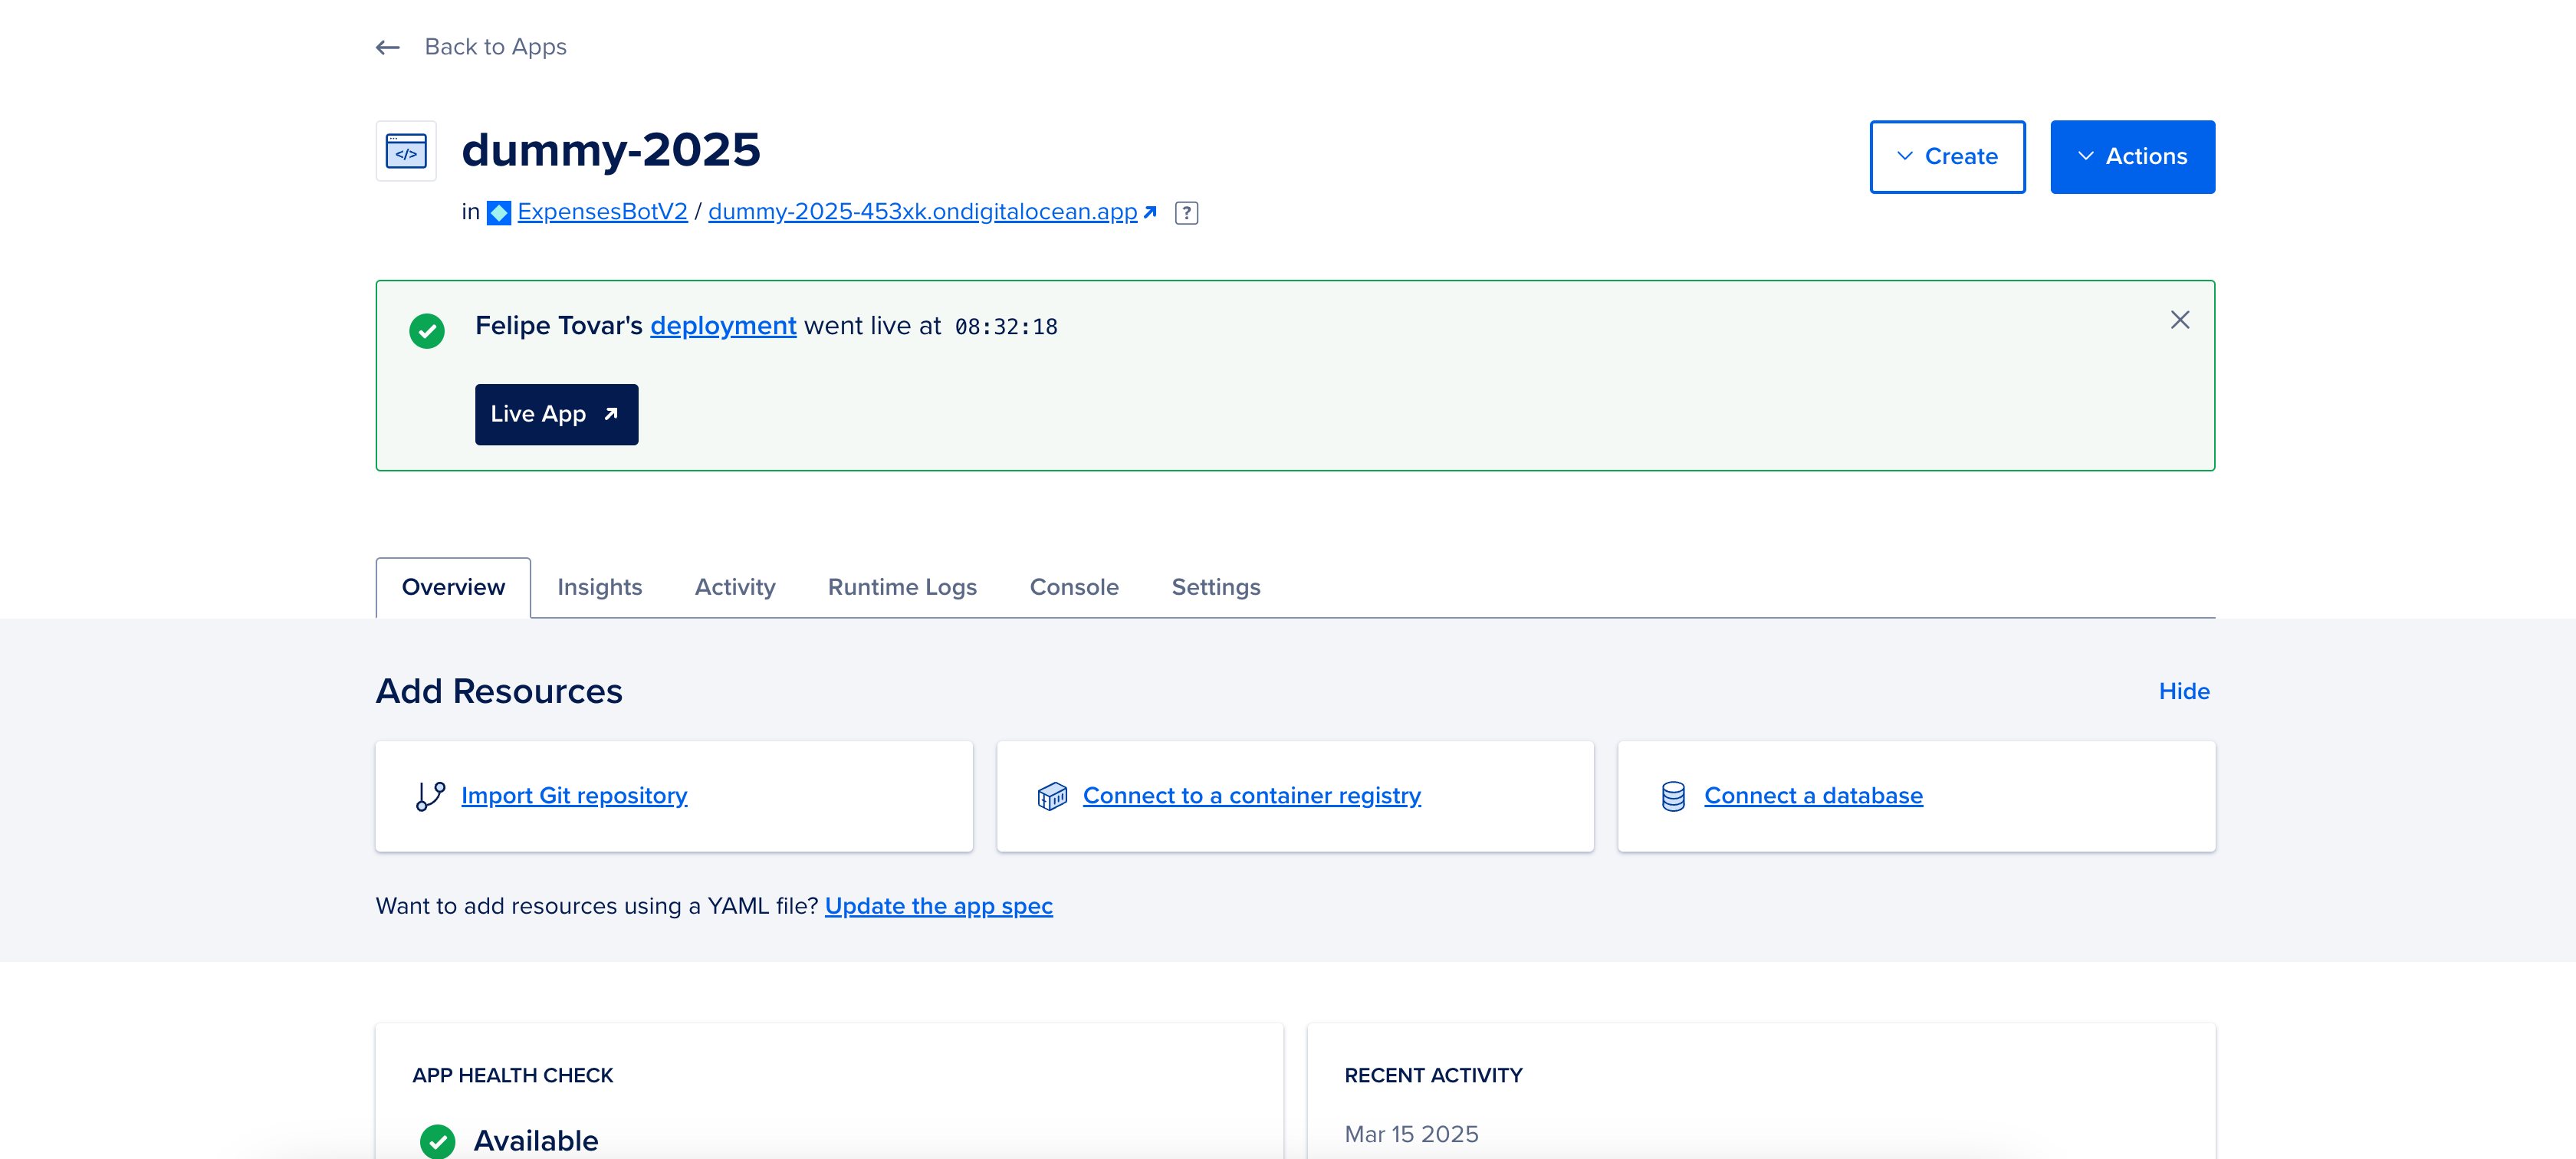 Back to Apps
dummy-2025
Create
Actions
in ExpensesBotV2 / dummy-2025-453xk.ondigitalocean.app ?
Felipe Tovar's deployment went live at 08:32:18
Live App
Overview Insights Activity Runtime Logs Console Settings
Add Resources
Hide
Import Git repository
Connect to a container registry
Connect a database
Want to add resources using a YAML file? Update the app spec
APP HEALTH CHECK
Available
RECENT ACTIVITY
Mar 15 2025